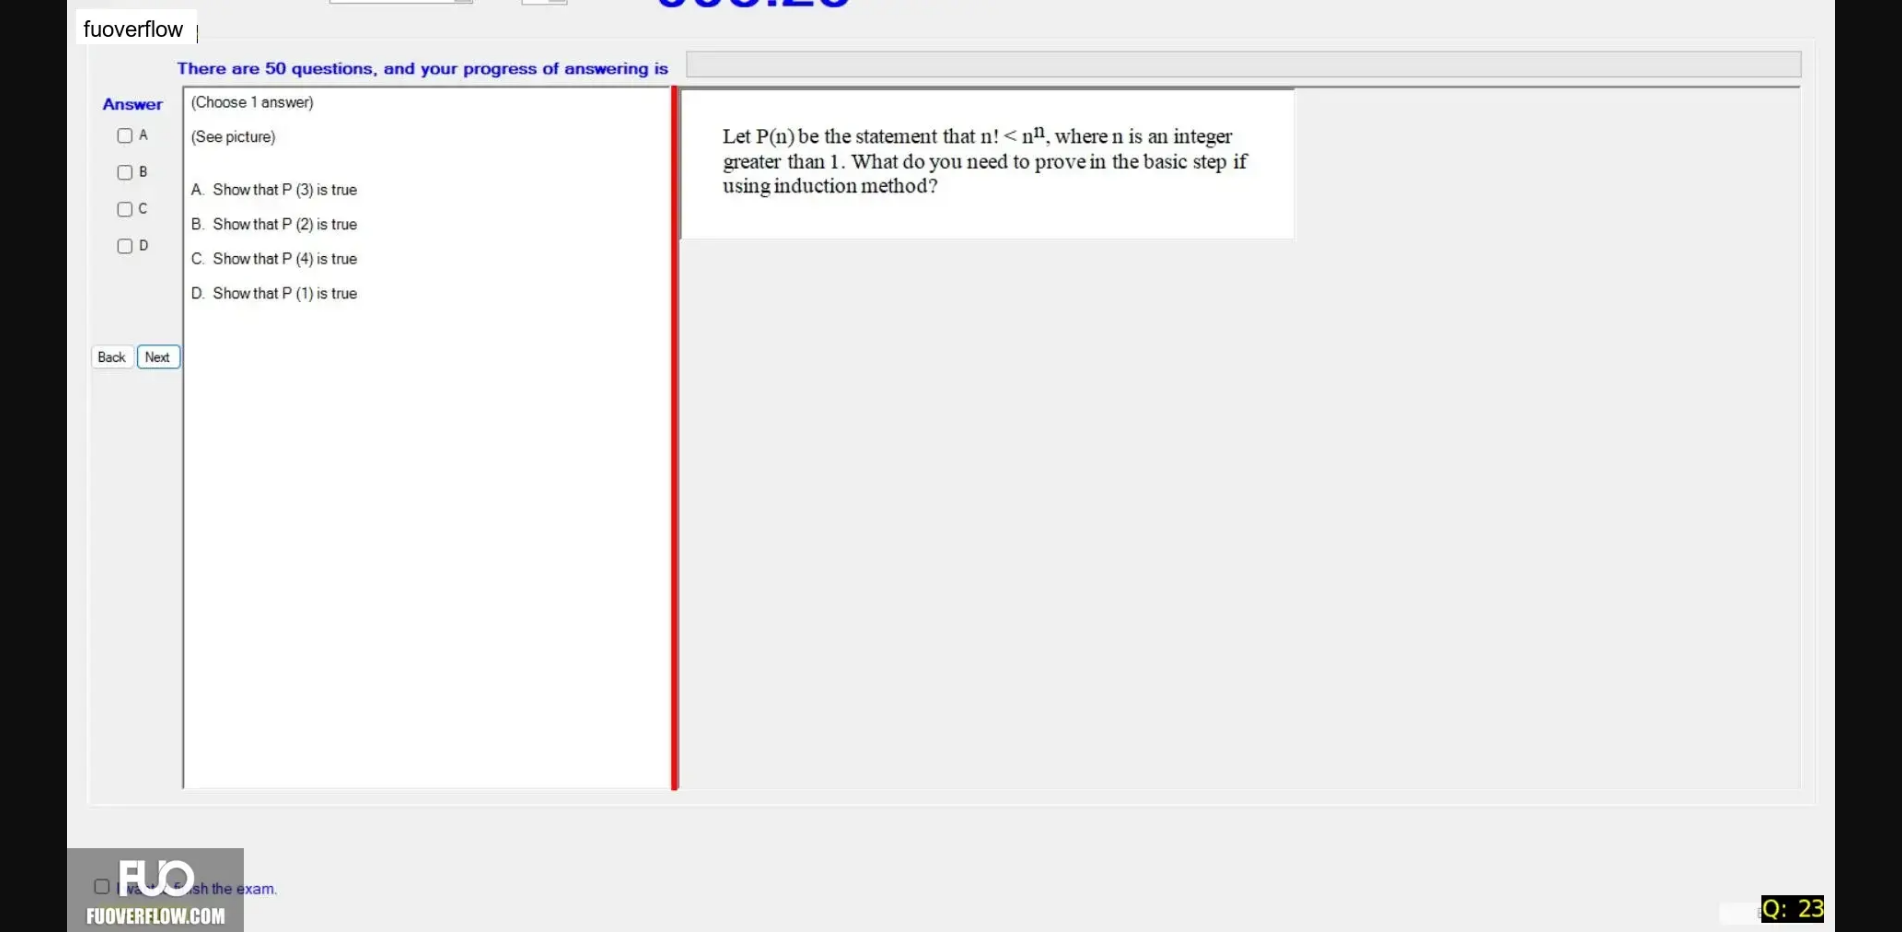 fuoverflow
There are 50 questions, and your progress of answering is
Answer
A
B
C
D
Back Next
(Choose 1 answer)
(See picture)
A. Show that P (3) is true
B. Show that P (2) is true
C. Show that P (4) is true
D. Show that P (1) is true
Let P(n) be the statement that n! < nⁿ, where n is an integer
greater than 1. What do you need to prove in the basic step if
using induction method?
FUO
the exam.
FUOVERFLOW.COM
Q: 23